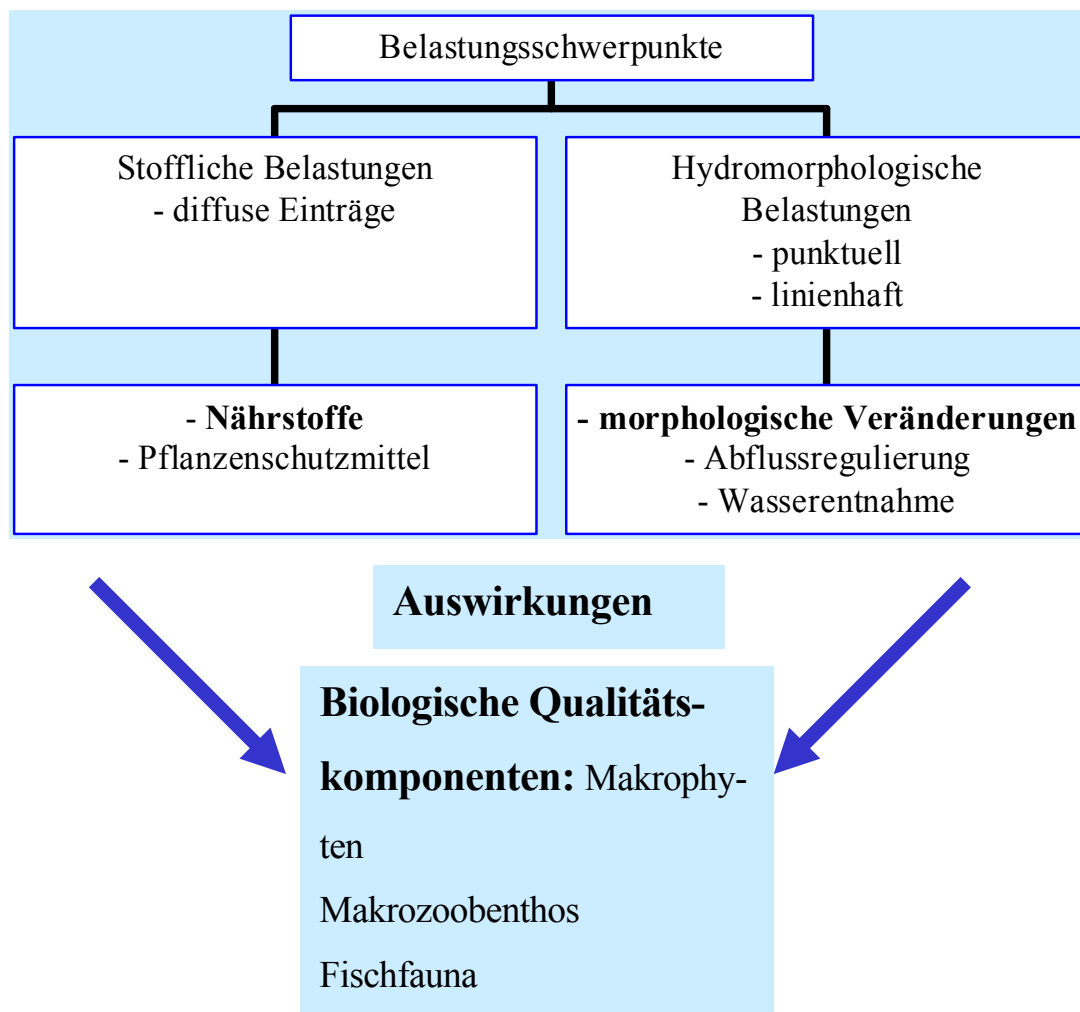 Belastungsschwerpunkte
Stoffliche Belastungen
- diffuse Einträge
Hydromorphologische
Belastungen
- punktuell
- linienhaft
- Nährstoffe
- Pflanzenschutzmittel
- morphologische Veränderungen
- Abflussregulierung
- Wasserentnahme
Auswirkungen
Biologische Qualitäts-
komponenten: Makrophy-
ten
Makrozoobenthos
Fischfauna